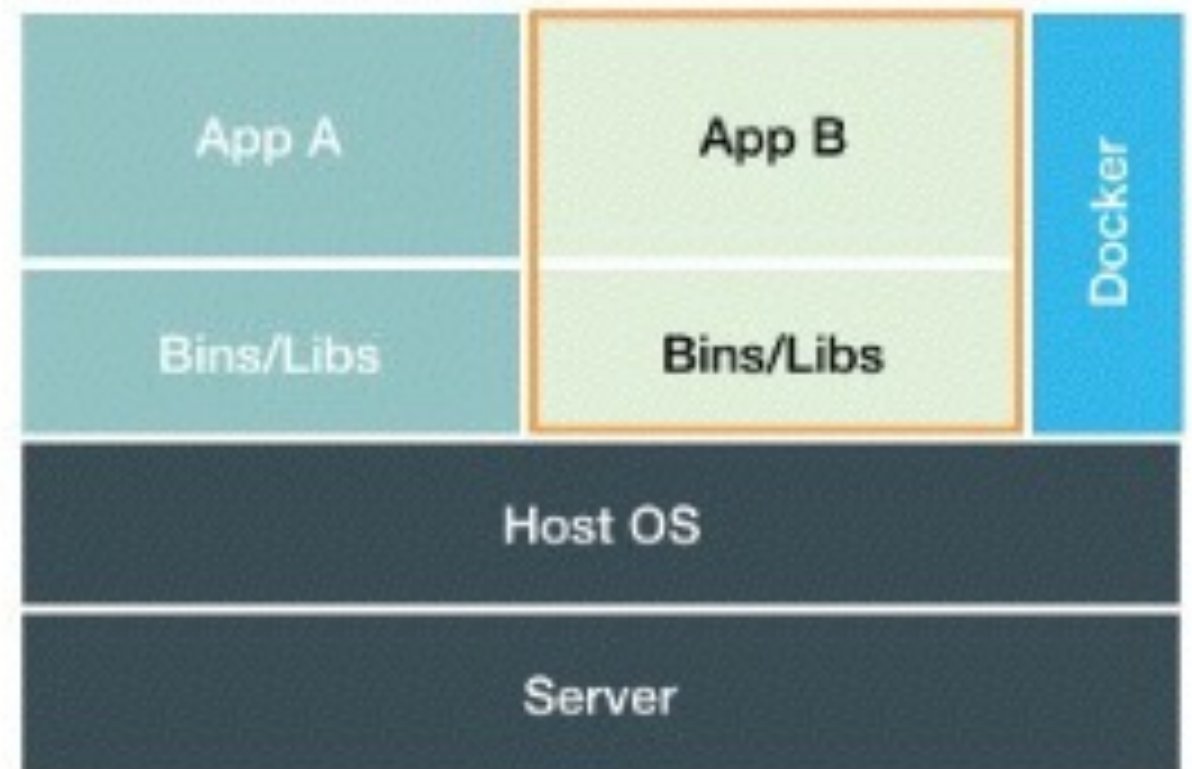 App A
App B
Docker
Bins/Libs
Bins/Libs
Host OS
Server